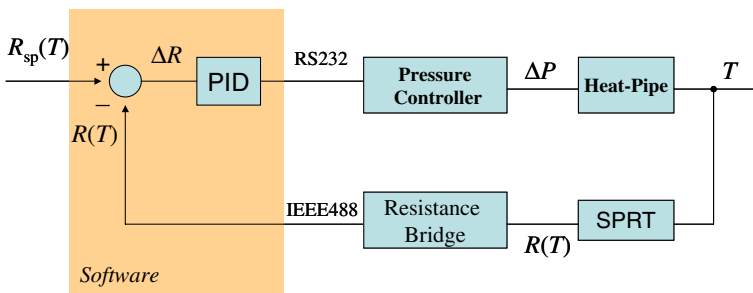 R_sp(T)
+
−
ΔR
PID
RS232
Pressure
Controller
ΔP
Heat-Pipe
T
R(T)
IEEE488
Resistance
Bridge
R(T)
SPRT
Software